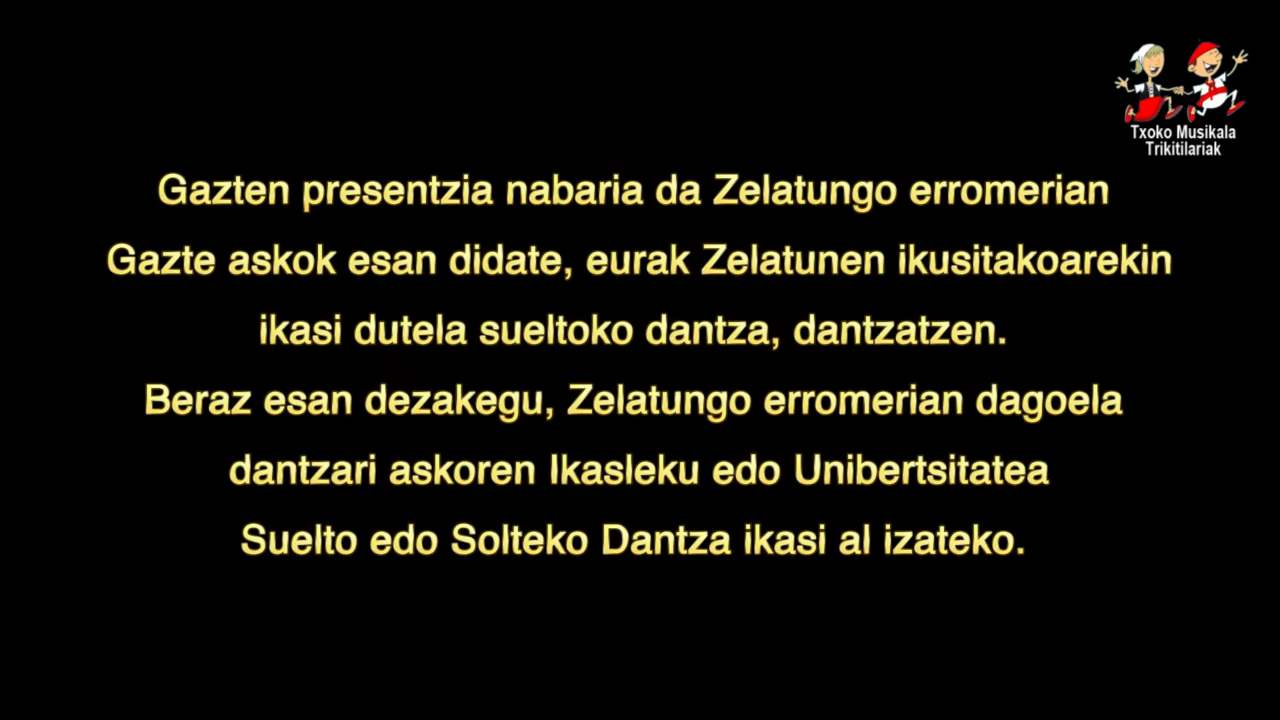 Txoko Musikala
Trikitilariak
Gazten presentzia nabaria da Zelatungo erromerian
Gazte askok esan didate, eurak Zelatunen ikusitakoarekin
ikasi dutela sueltoko dantza, dantzatzen.
Beraz esan dezakegu, Zelatungo erromerian dagoela
dantzari askoren Ikasleku edo Unibertsitatea
Suelto edo Solteko Dantza ikasi al izateko.